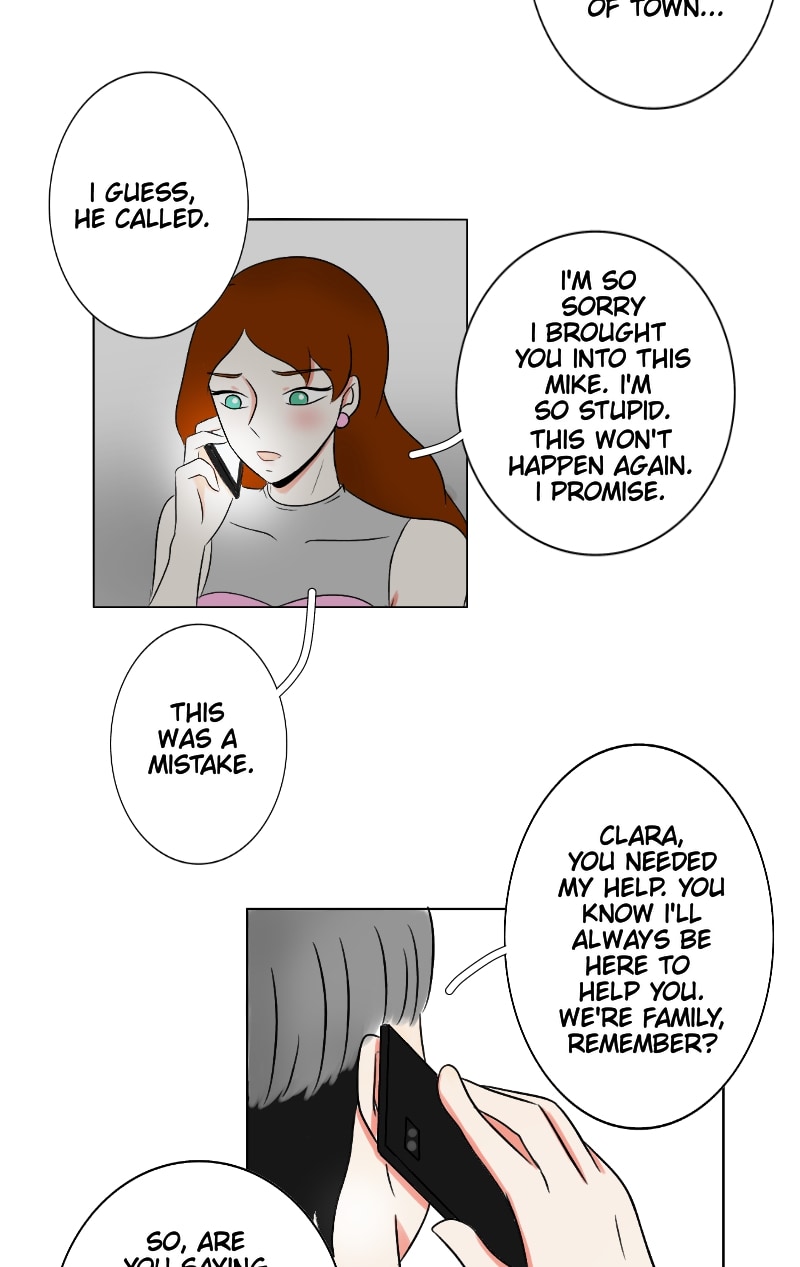 OF TOWN...
I GUESS,
HE CALLED.
I'M SO
SORRY
I BROUGHT
YOU INTO THIS
MIKE. I'M
SO STUPID.
THIS WON'T
HAPPEN AGAIN.
I PROMISE.
THIS
WAS A
MISTAKE.
CLARA,
YOU NEEDED
MY HELP. YOU
KNOW I'LL
ALWAYS BE
HERE TO
HELP YOU.
WE'RE FAMILY,
REMEMBER?
SO, ARE
YOU SAYING